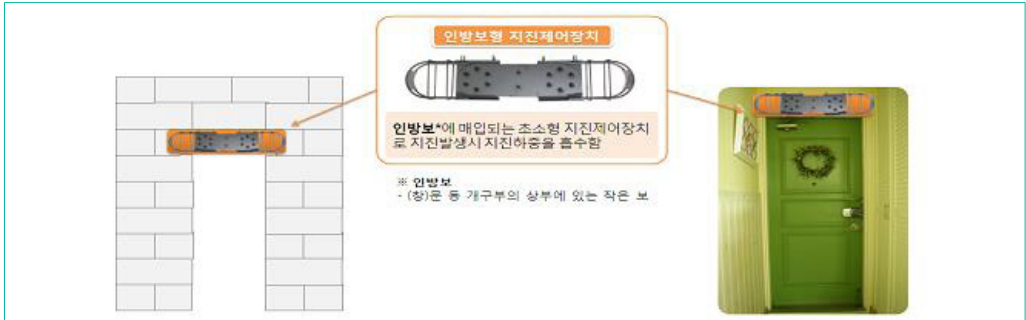 인방보형 지진제어장치
인방보*에 매입되는 초소형 지진제어장치
로 지진발생시 지진하중을 흡수함
※ 인방보
- (창)문 등 개구부의 상부에 있는 작은 보